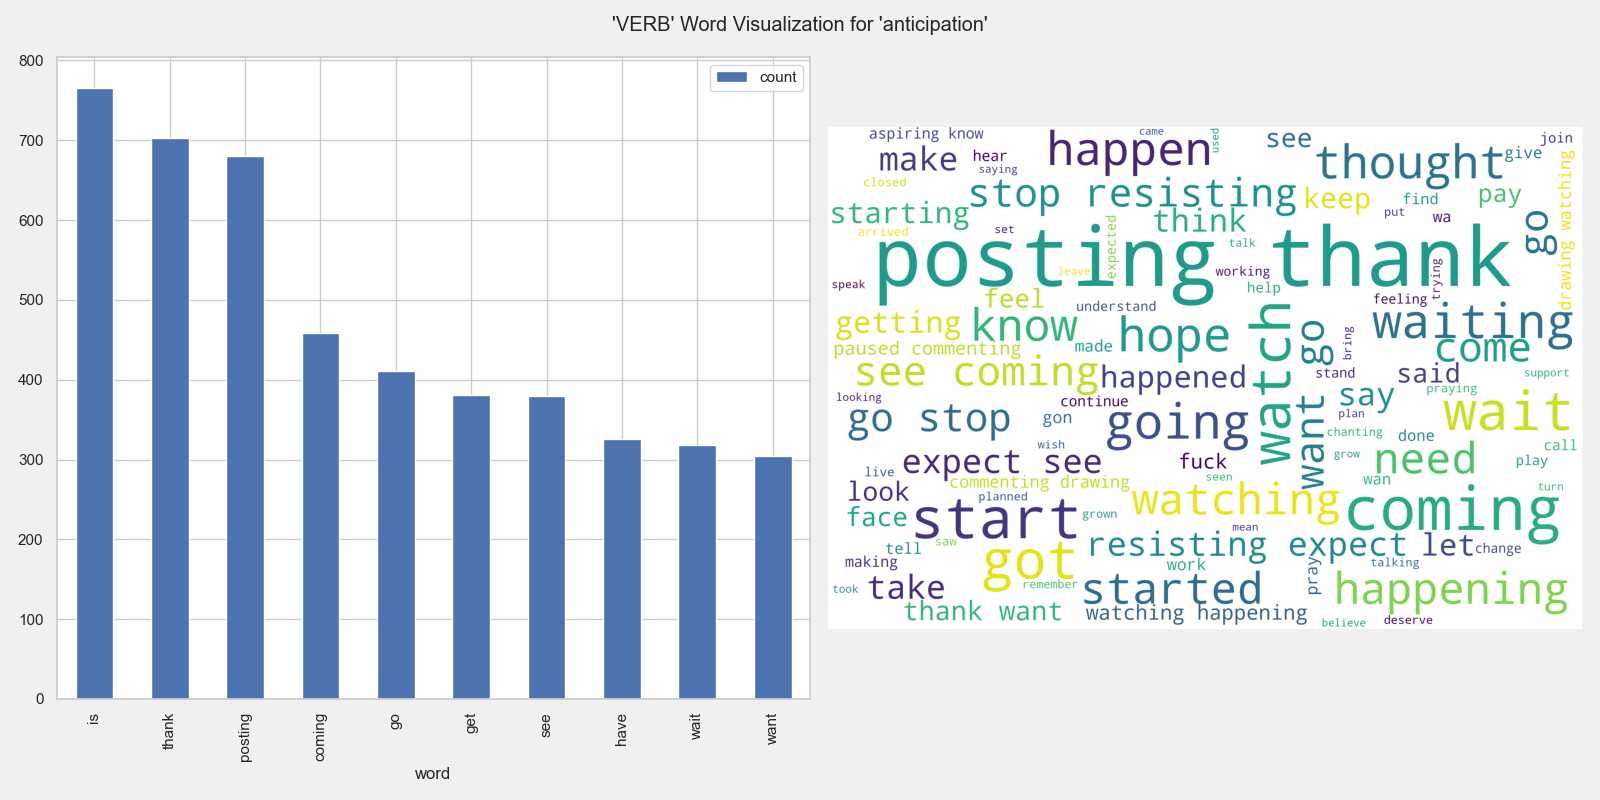 'VERB' Word Visualization for 'anticipation'
800
700
600
500
400
300
200
100
0
count
is
thank
posting
coming
go
get
see
have
wait
want
word
aspiring know
came
used
see
join
make
hear
saying
happen
thought
give
closed
stop resisting
keep
find
pay
drawing watching
starting
think
put
wa
go
arrived
set
expected
talk
posting
thank
leave
working
speak
help
trying
feel
understand
feeling
getting
know
hope
watch
go
bring
waiting
paused commenting
made
come
see coming
happened
stand
said
support
looking
continue
want
say
praying
go stop
gon
going
plan
wait
wish
chanting
done
call
expect see
fuck
grow
need
play
live
seen
wan
look
commenting drawing
planned
watching
turn
face
start
grown
coming
mean
tell
saw
resisting expect
let
change
making
got
work
pray
talking
took
take
remember
started
happening
thank want
watching happening
believe
deserve